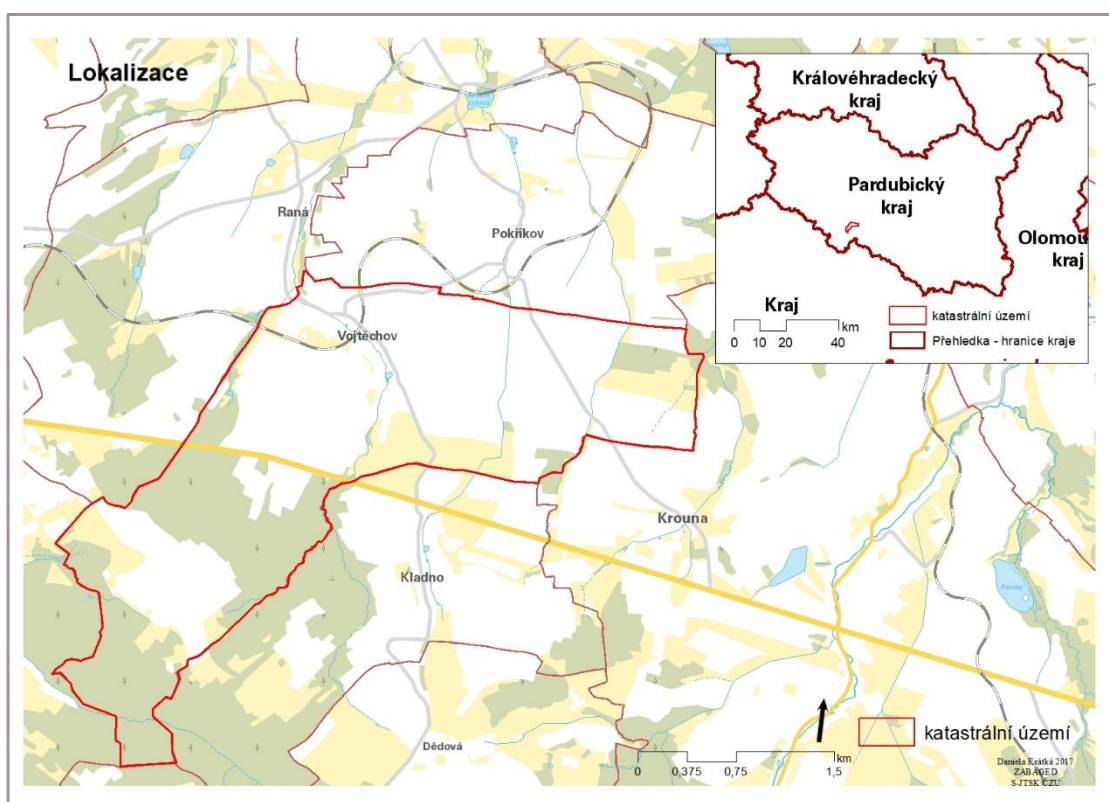 Lokalizace
Královéhradecký
kraj
Pardubický
kraj
Olomou
kraj
Kraj
km
0 10 20 40
katastrální území
Přehledka - hranice kraje
Raná
Pokřikov
Vojtěchov
Krouna
Kladno
Dědová
Panský
km
0 0,375 0,75 1,5
katastrální území
Daniela Krátká 2017
ZABAGED
S-JTSK ČZU